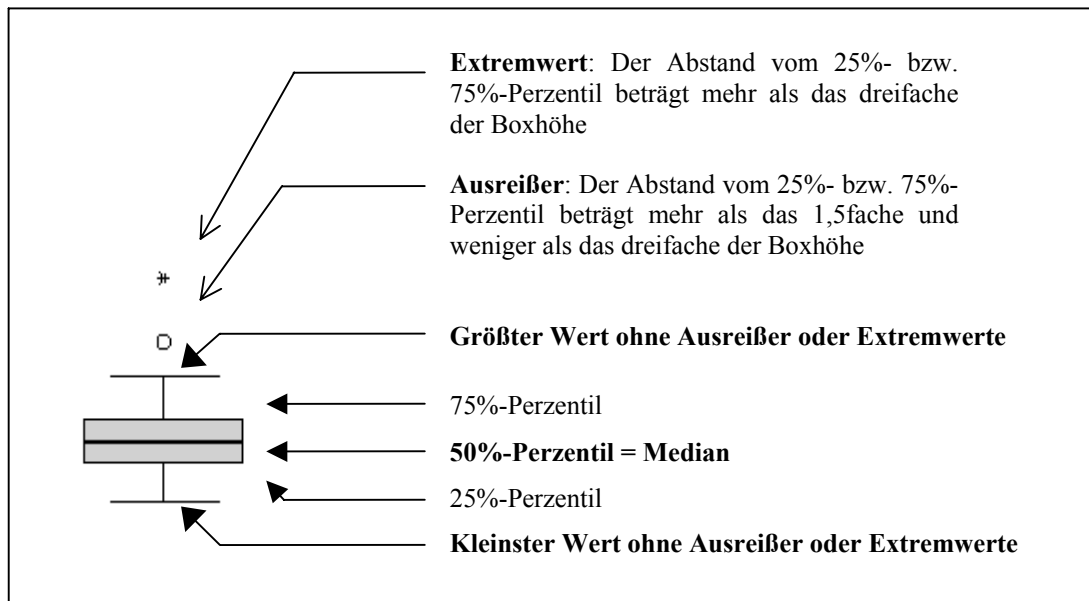 Extremwert: Der Abstand vom 25%- bzw.
75%-Perzentil beträgt mehr als das dreifache
der Boxhöhe
Ausreißer: Der Abstand vom 25%- bzw. 75%-
Perzentil beträgt mehr als das 1,5fache und
weniger als das dreifache der Boxhöhe
Größter Wert ohne Ausreißer oder Extremwerte
75%-Perzentil
50%-Perzentil = Median
25%-Perzentil
Kleinster Wert ohne Ausreißer oder Extremwerte